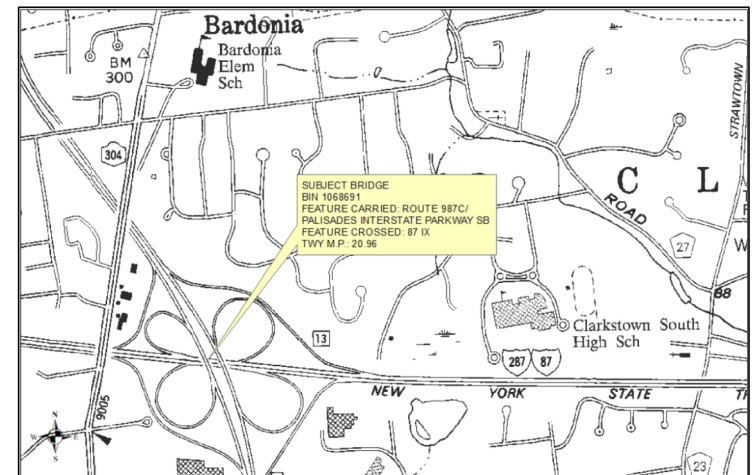 Bardonia
Bardonia
Elem
Sch
BM
300
304
STRAWTOWN
SUBJECT BRIDGE
BIN 1068691
FEATURE CARRIED: ROUTE 987C/
PALISADES INTERSTATE PARKWAY SB
FEATURE CROSSED: 87 IX
TWY M.P.: 20.96
C L
ROAD
27
W
88
13
Clarkstown South
High Sch
287 87
NEW YORK STATE TH
9005
N
W E
S
23